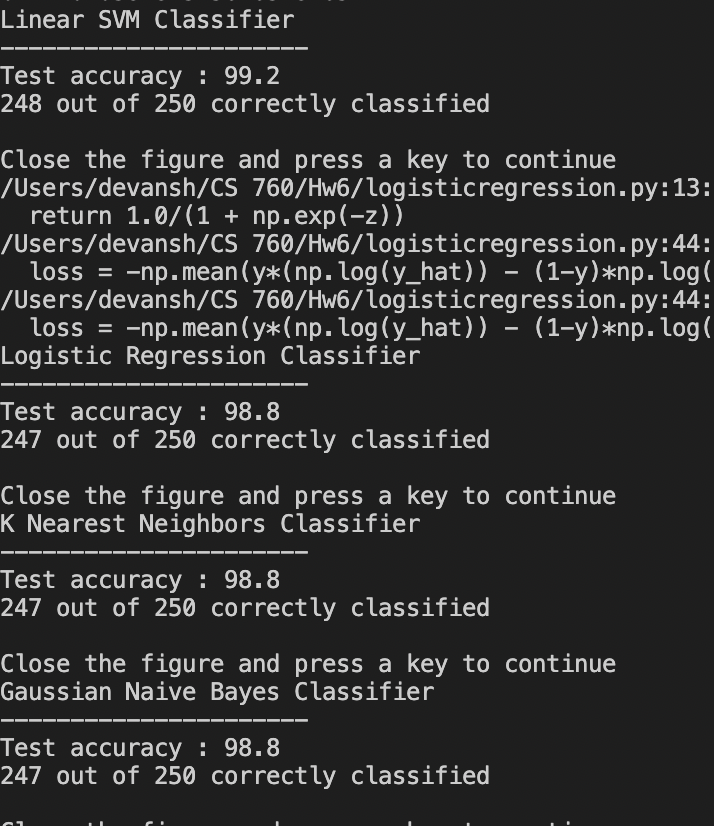 Linear SVM Classifier
----------------------
Test accuracy : 99.2
248 out of 250 correctly classified
Close the figure and press a key to continue
/Users/devansh/CS 760/Hw6/logisticregression.py:13:
return 1.0/(1 + np.exp(-z))
/Users/devansh/CS 760/Hw6/logisticregression.py:44:
loss = -np.mean(y*(np.log(y_hat)) - (1-y)*np.log(
/Users/devansh/CS 760/Hw6/logisticregression.py:44:
loss = -np.mean(y*(np.log(y_hat)) - (1-y)*np.log(
Logistic Regression Classifier
----------------------
Test accuracy : 98.8
247 out of 250 correctly classified
Close the figure and press a key to continue
K Nearest Neighbors Classifier
----------------------
Test accuracy : 98.8
247 out of 250 correctly classified
Close the figure and press a key to continue
Gaussian Naive Bayes Classifier
----------------------
Test accuracy : 98.8
247 out of 250 correctly classified